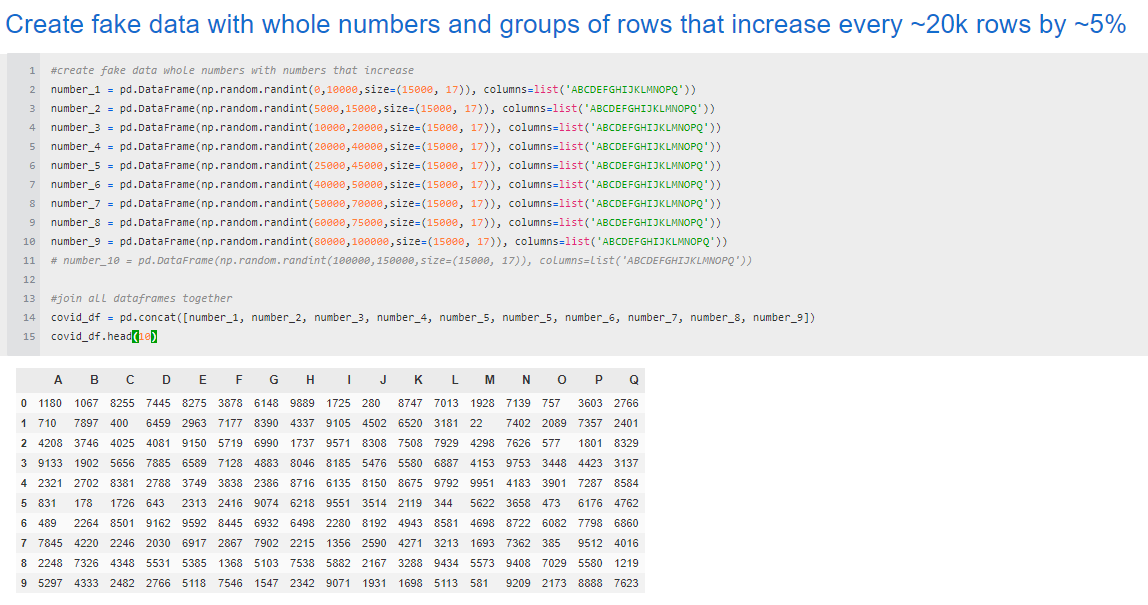 Create fake data with whole numbers and groups of rows that increase every ~20k rows by ~5%
1 #create fake data whole numbers with numbers that increase
2 number_1 = pd.DataFrame(np.random.randint(0,10000,size=(15000, 17)), columns=list('ABCDEFGHIJKLMNOPQ'))
3 number_2 = pd.DataFrame(np.random.randint(5000,15000,size=(15000, 17)), columns=list('ABCDEFGHIJKLMNOPQ'))
4 number_3 = pd.DataFrame(np.random.randint(10000,20000,size=(15000, 17)), columns=list('ABCDEFGHIJKLMNOPQ'))
5 number_4 = pd.DataFrame(np.random.randint(20000,40000,size=(15000, 17)), columns=list('ABCDEFGHIJKLMNOPQ'))
6 number_5 = pd.DataFrame(np.random.randint(25000,45000,size=(15000, 17)), columns=list('ABCDEFGHIJKLMNOPQ'))
7 number_6 = pd.DataFrame(np.random.randint(40000,50000,size=(15000, 17)), columns=list('ABCDEFGHIJKLMNOPQ'))
8 number_7 = pd.DataFrame(np.random.randint(50000,70000,size=(15000, 17)), columns=list('ABCDEFGHIJKLMNOPQ'))
9 number_8 = pd.DataFrame(np.random.randint(60000,75000,size=(15000, 17)), columns=list('ABCDEFGHIJKLMNOPQ'))
10 number_9 = pd.DataFrame(np.random.randint(80000,100000,size=(15000, 17)), columns=list('ABCDEFGHIJKLMNOPQ'))
11 # number_10 = pd.DataFrame(np.random.randint(100000,150000,size=(15000, 17)), columns=list('ABCDEFGHIJKLMNOPQ'))
12
13 #join all dataframes together
14 covid_df = pd.concat([number_1, number_2, number_3, number_4, number_5, number_5, number_6, number_7, number_8, number_9])
15 covid_df.head(10)
A B C D E F G H I J K L M N O P Q
0 1180 1067 8255 7445 8275 3878 6148 9889 1725 280 8747 7013 1928 7139 757 3603 2766
1 710 7897 400 6459 2963 7177 8390 4337 9105 4502 6520 3181 22 7402 2089 7357 2401
2 4208 3746 4025 4081 9150 5719 6990 1737 9571 8308 7508 7929 4298 7626 577 1801 8329
3 9133 1902 5656 7885 6589 7128 4883 8046 8185 5476 5580 6887 4153 9753 3448 4423 3137
4 2321 2702 8381 2788 3749 3838 2386 8716 6135 8150 8675 9792 9951 4183 3901 7287 8584
5 831 178 1726 643 2313 2416 9074 6218 9551 3514 2119 344 5622 3658 473 6176 4762
6 489 2264 8501 9162 9592 8445 6932 6498 2280 8192 4943 8581 4698 8722 6082 7798 6860
7 7845 4220 2246 2030 6917 2867 7902 2215 1356 2590 4271 3213 1693 7362 385 9512 4016
8 2248 7326 4348 5531 5385 1368 5103 7538 5882 2167 3288 9434 5573 9408 7029 5580 1219
9 5297 4333 2482 2766 5118 7546 1547 2342 9071 1931 1698 5113 581 9209 2173 8888 7623